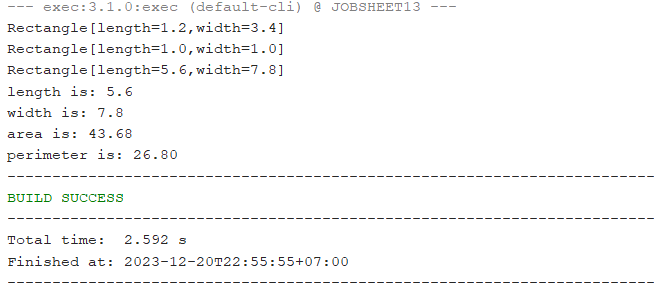 --- exec:3.1.0:exec (default-cli) @ JOBSHEET13 ---
Rectangle[length=1.2,width=3.4]
Rectangle[length=1.0,width=1.0]
Rectangle[length=5.6,width=7.8]
length is: 5.6
width is: 7.8
area is: 43.68
perimeter is: 26.80
------------------------------------------------------------------------
BUILD SUCCESS
------------------------------------------------------------------------
Total time:  2.592 s
Finished at: 2023-12-20T22:55:55+07:00
------------------------------------------------------------------------